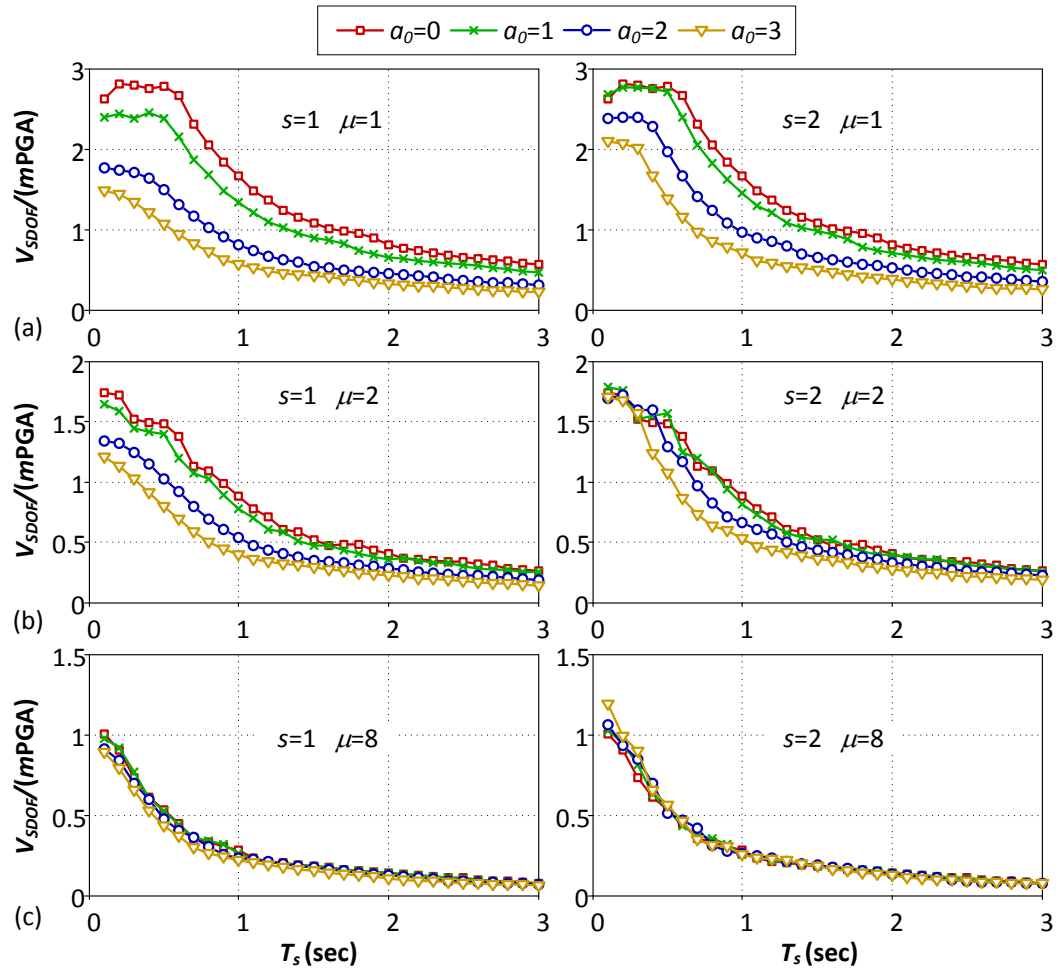 a0=0 a0=1 a0=2 a0=3
VSDOF/(mPGA)
3
2
1
0
s=1 μ=1
0 1 2 3
3
2
1
0
s=2 μ=1
0 1 2 3
(a)
VSDOF/(mPGA)
2
1.5
1
0.5
0
s=1 μ=2
0 1 2 3
2
1.5
1
0.5
0
s=2 μ=2
0 1 2 3
(b)
VSDOF/(mPGA)
1.5
1
0.5
0
s=1 μ=8
0 1 2 3
Ts (sec)
1.5
1
0.5
0
s=2 μ=8
0 1 2 3
Ts (sec)
(c)